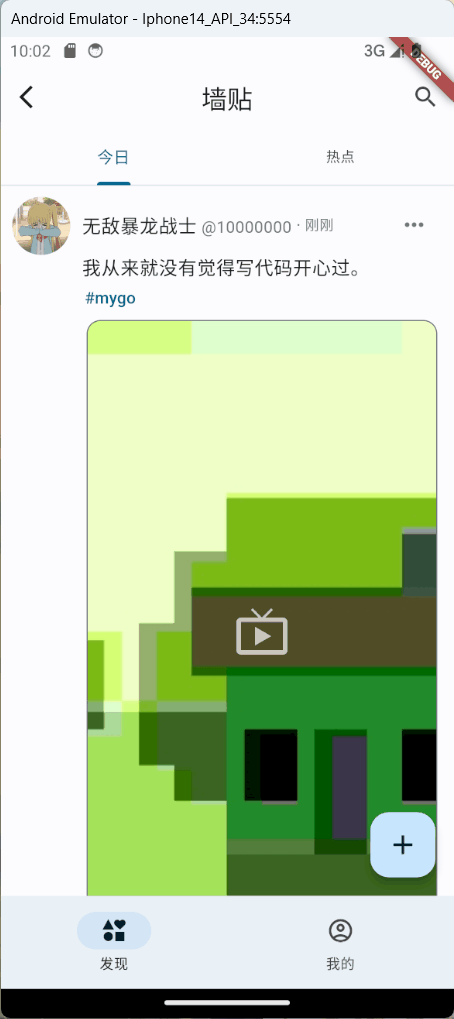 Android Emulator - Iphone14_API_34:5554
10:02 3G
DEBUG
墙贴
今日 热点
无敌暴龙战士 @10000000 · 刚刚
我从来就没有觉得写代码开心过。
#mygo
发现 我的